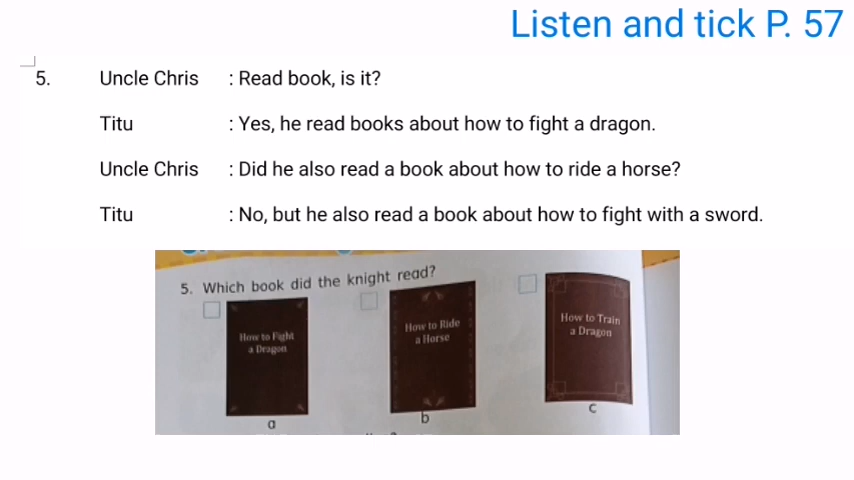 Listen and tick P. 57
5. Uncle Chris : Read book, is it?
Titu : Yes, he read books about how to fight a dragon.
Uncle Chris : Did he also read a book about how to ride a horse?
Titu : No, but he also read a book about how to fight with a sword.
5. Which book did the knight read?
How to Fight
a Dragon
a
How to Ride
a Horse
b
How to Train
a Dragon
c